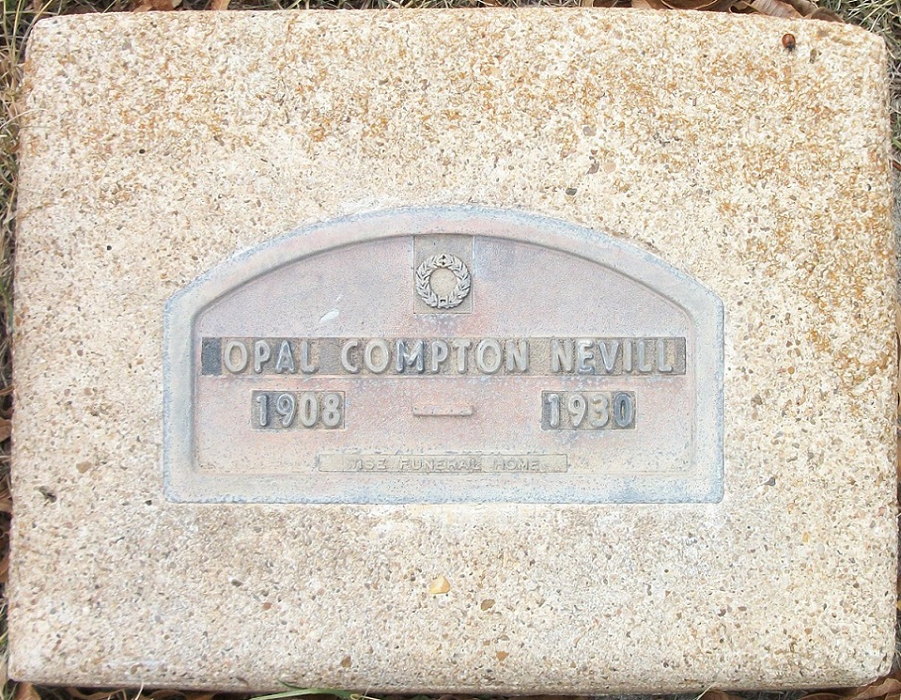 OPAL COMPTON NEVILL
1908 — 1930
FUNERAL HOME